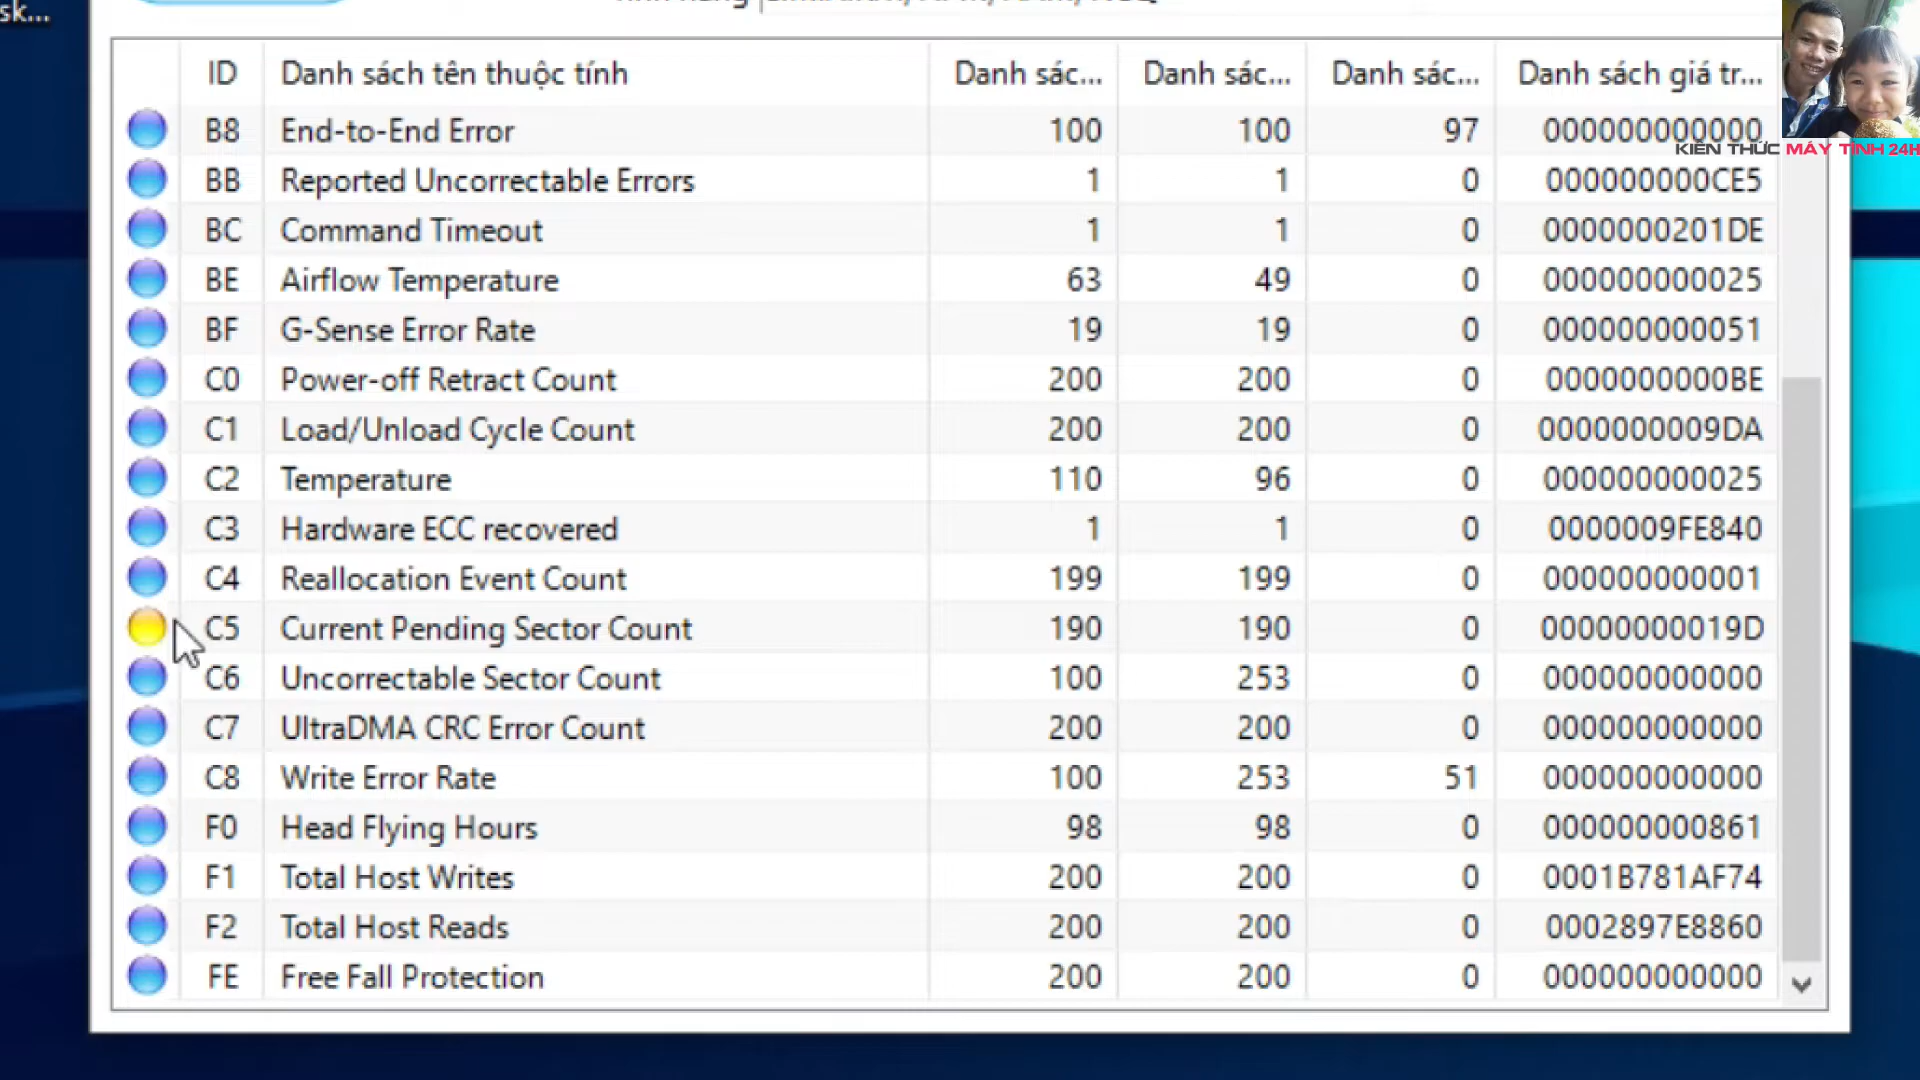 sk...
ID Danh sách tên thuộc tính Danh sác... Danh sác... Danh sác... Danh sách giá tr...
B8 End-to-End Error 100 100 97 000000000000
KIẾN THỨC MÁY TÍNH 24H
BB Reported Uncorrectable Errors 1 1 0 000000000CE5
BC Command Timeout 1 1 0 0000000201DE
BE Airflow Temperature 63 49 0 000000000025
BF G-Sense Error Rate 19 19 0 000000000051
C0 Power-off Retract Count 200 200 0 0000000000BE
C1 Load/Unload Cycle Count 200 200 0 0000000009DA
C2 Temperature 110 96 0 000000000025
C3 Hardware ECC recovered 1 1 0 0000009FE840
C4 Reallocation Event Count 199 199 0 000000000001
C5 Current Pending Sector Count 190 190 0 00000000019D
C6 Uncorrectable Sector Count 100 253 0 000000000000
C7 UltraDMA CRC Error Count 200 200 0 000000000000
C8 Write Error Rate 100 253 51 000000000000
F0 Head Flying Hours 98 98 0 000000000861
F1 Total Host Writes 200 200 0 0001B781AF74
F2 Total Host Reads 200 200 0 0002897E8860
FE Free Fall Protection 200 200 0 000000000000